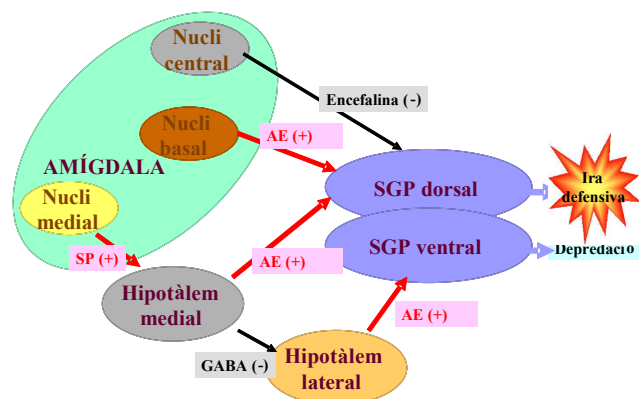 Nucli
central
Encefalina (-)
Nucli
basal
AE (+)
AMÍGDALA
Nucli
medial
SP (+)
SGP dorsal
Ira
defensiva
SGP ventral
Depredació
AE (+)
Hipotàlem
medial
AE (+)
GABA (-)
Hipotàlem
lateral